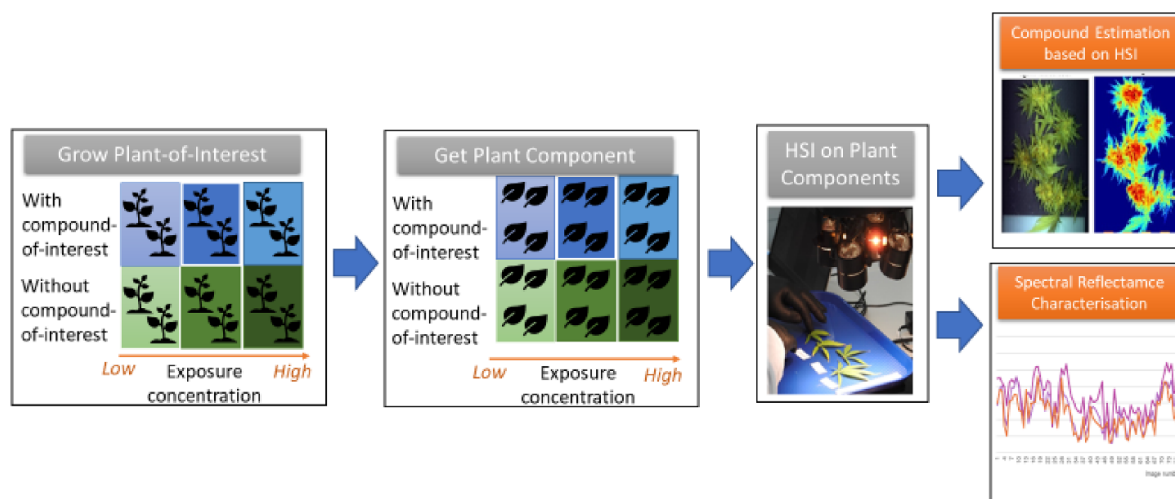 Grow Plant-of-Interest
With
compound-
of-interest
Without
compound-
of-interest
Low
Exposure
concentration
High
Get Plant Component
With
compound-
of-interest
Without
compound-
of-interest
Low
Exposure
concentration
High
HSI on Plant
Components
Compound Estimation
based on HSI
Spectral Reflectamce
Characterisation